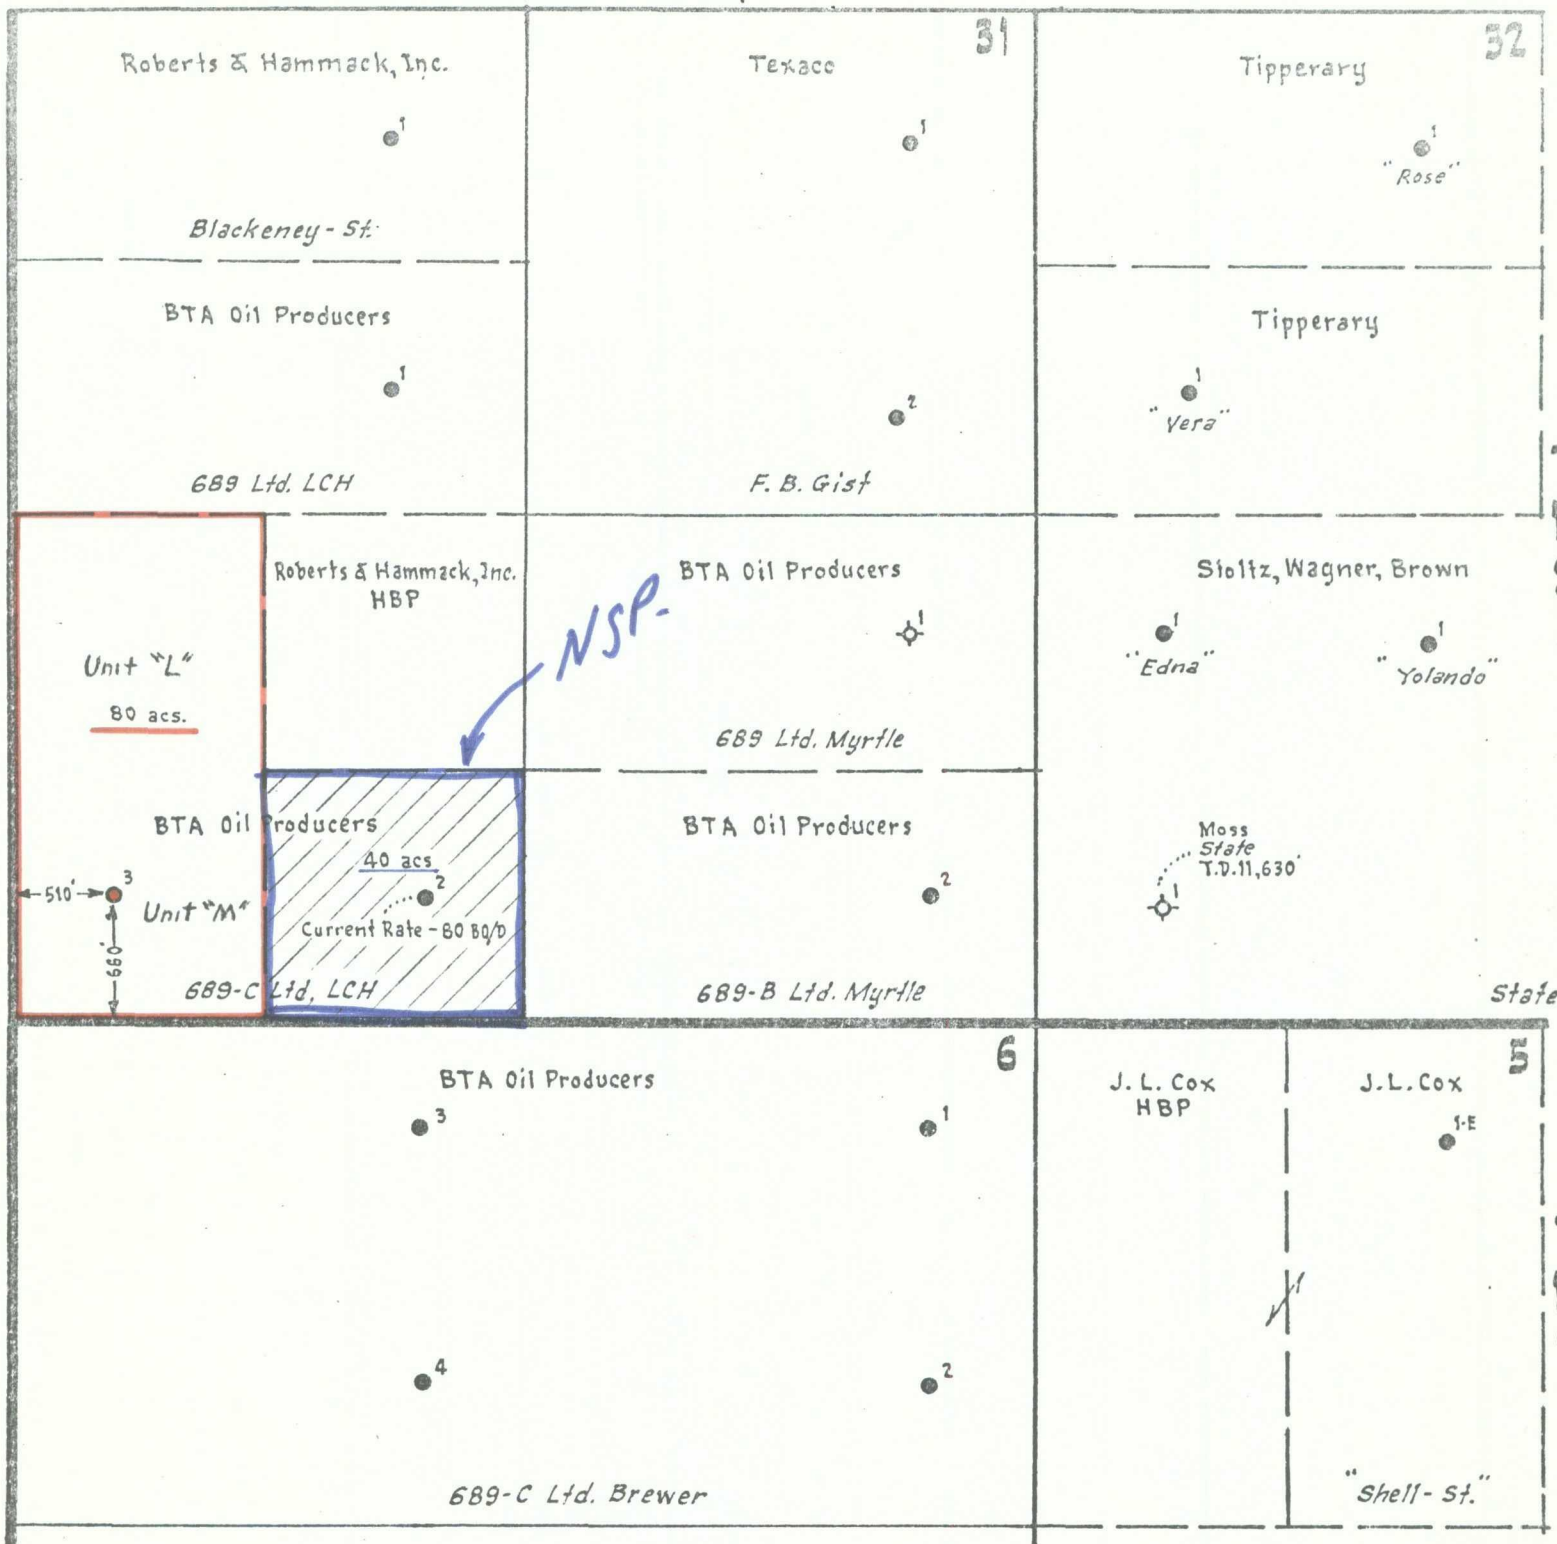 Roberts & Hammack, Inc.
1
Blackeney - St.
Texaco
31
1
Tipperary
32
1
"Rose"
BTA Oil Producers
1
689 Ltd. LCH
2
F. B. Gist
Tipperary
1
"Vera"
Unit "L"
80 acs.
Roberts & Hammack, Inc.
HBP
NSP.
BTA Oil Producers
1
689 Ltd. Myrtle
Stoltz, Wagner, Brown
1
"Edna"
1
"Yolando"
BTA Oil Producers
40 acs
510'
3
Unit "M"
660'
2
Current Rate - 80 BO/D
689-C Ltd, LCH
BTA Oil Producers
2
689-B Ltd. Myrtle
Moss
State
T.D. 11,630'
1
State
BTA Oil Producers
6
3
1
4
2
689-C Ltd. Brewer
J. L. Cox
HBP
J. L. Cox
5
1-E
"Shell - St."